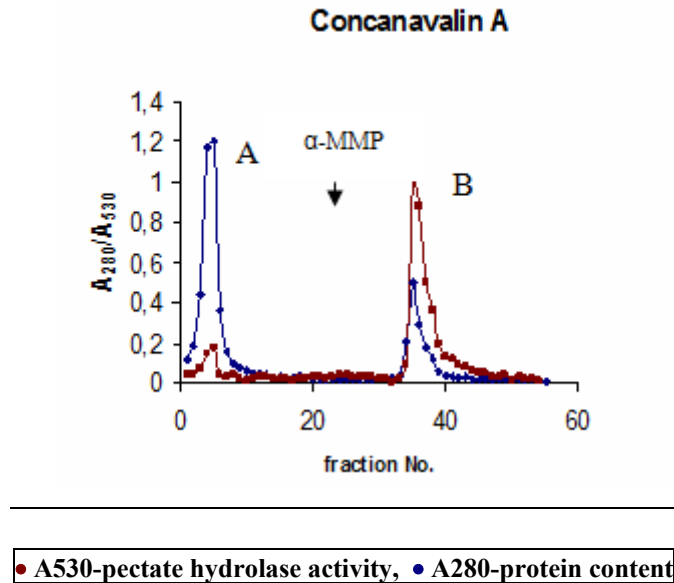 Concanavalin A
1,4
1,2
1
0,8
0,6
0,4
0,2
0
A280/A530
A
α-MMP
B
0
20
40
60
fraction No.
• A530-pectate hydrolase activity, • A280-protein content